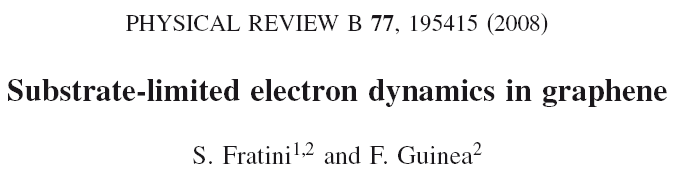 PHYSICAL REVIEW B 77, 195415 (2008)
Substrate-limited electron dynamics in graphene
S. Fratini1,2 and F. Guinea2